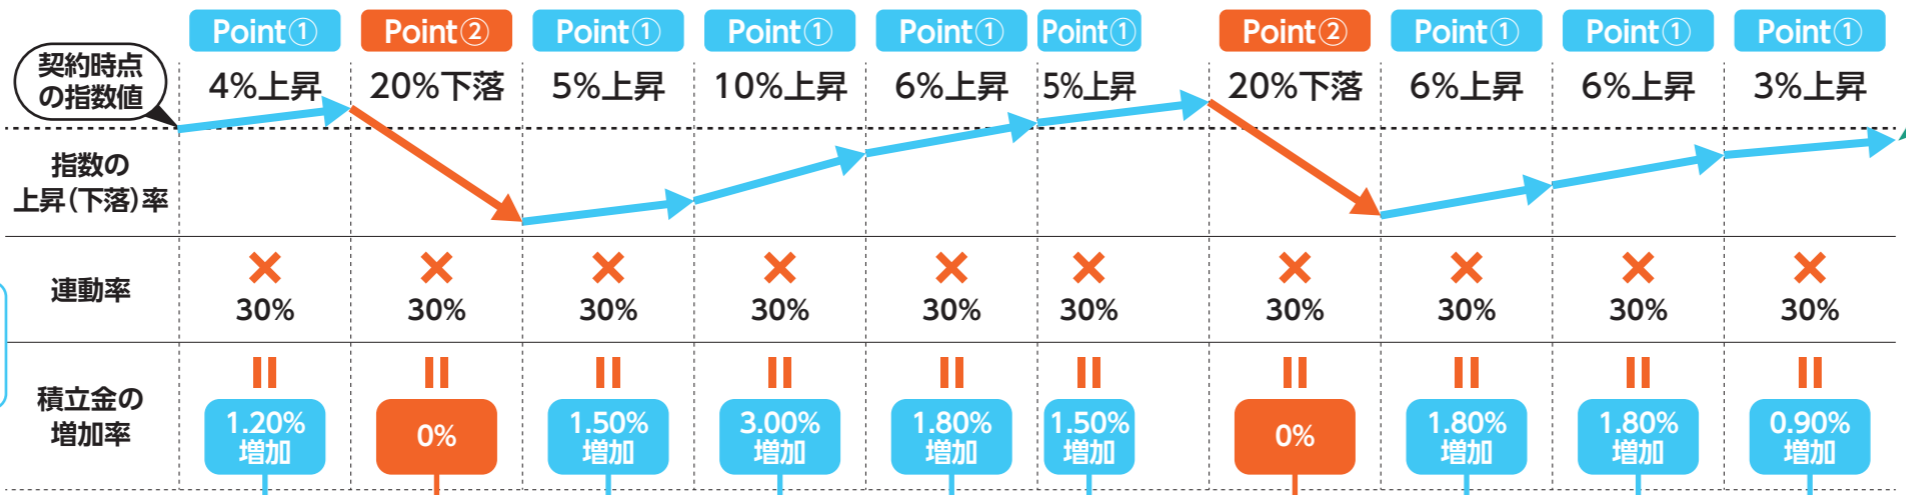 Point① Point② Point① Point① Point① Point① Point② Point① Point① Point①
契約時点
の指数値
4%上昇 20%下落 5%上昇 10%上昇 6%上昇 5%上昇 20%下落 6%上昇 6%上昇 3%上昇
指数の
上昇(下落)率
連動率
× × × × × × × × × ×
30% 30% 30% 30% 30% 30% 30% 30% 30% 30%
積立金の
増加率
= = = = = = = = = =
1.20% 0% 1.50% 3.00% 1.80% 1.50% 0% 1.80% 1.80% 0.90%
増加 増加 増加 増加 増加 増加 増加 増加